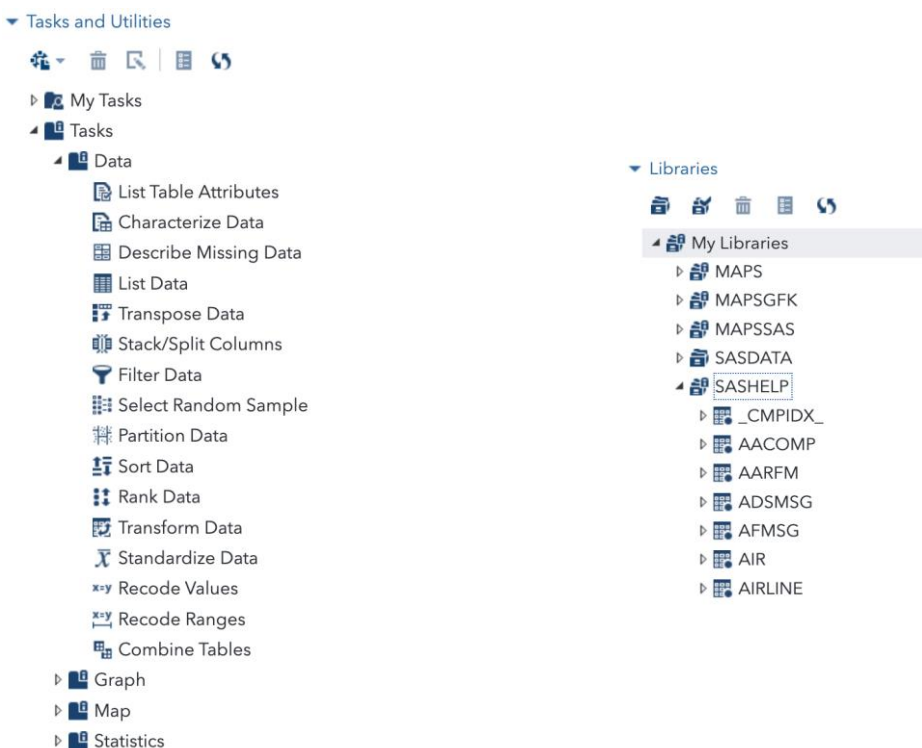 Tasks and Utilities
My Tasks
Tasks
Data
List Table Attributes
Characterize Data
Describe Missing Data
List Data
Transpose Data
Stack/Split Columns
Filter Data
Select Random Sample
Partition Data
Sort Data
Rank Data
Transform Data
Standardize Data
Recode Values
Recode Ranges
Combine Tables
Graph
Map
Statistics
Libraries
My Libraries
MAPS
MAPSGFK
MAPSSAS
SASDATA
SASHELP
_CMPIDX_
AACOMP
AARFM
ADSMSG
AFMSG
AIR
AIRLINE